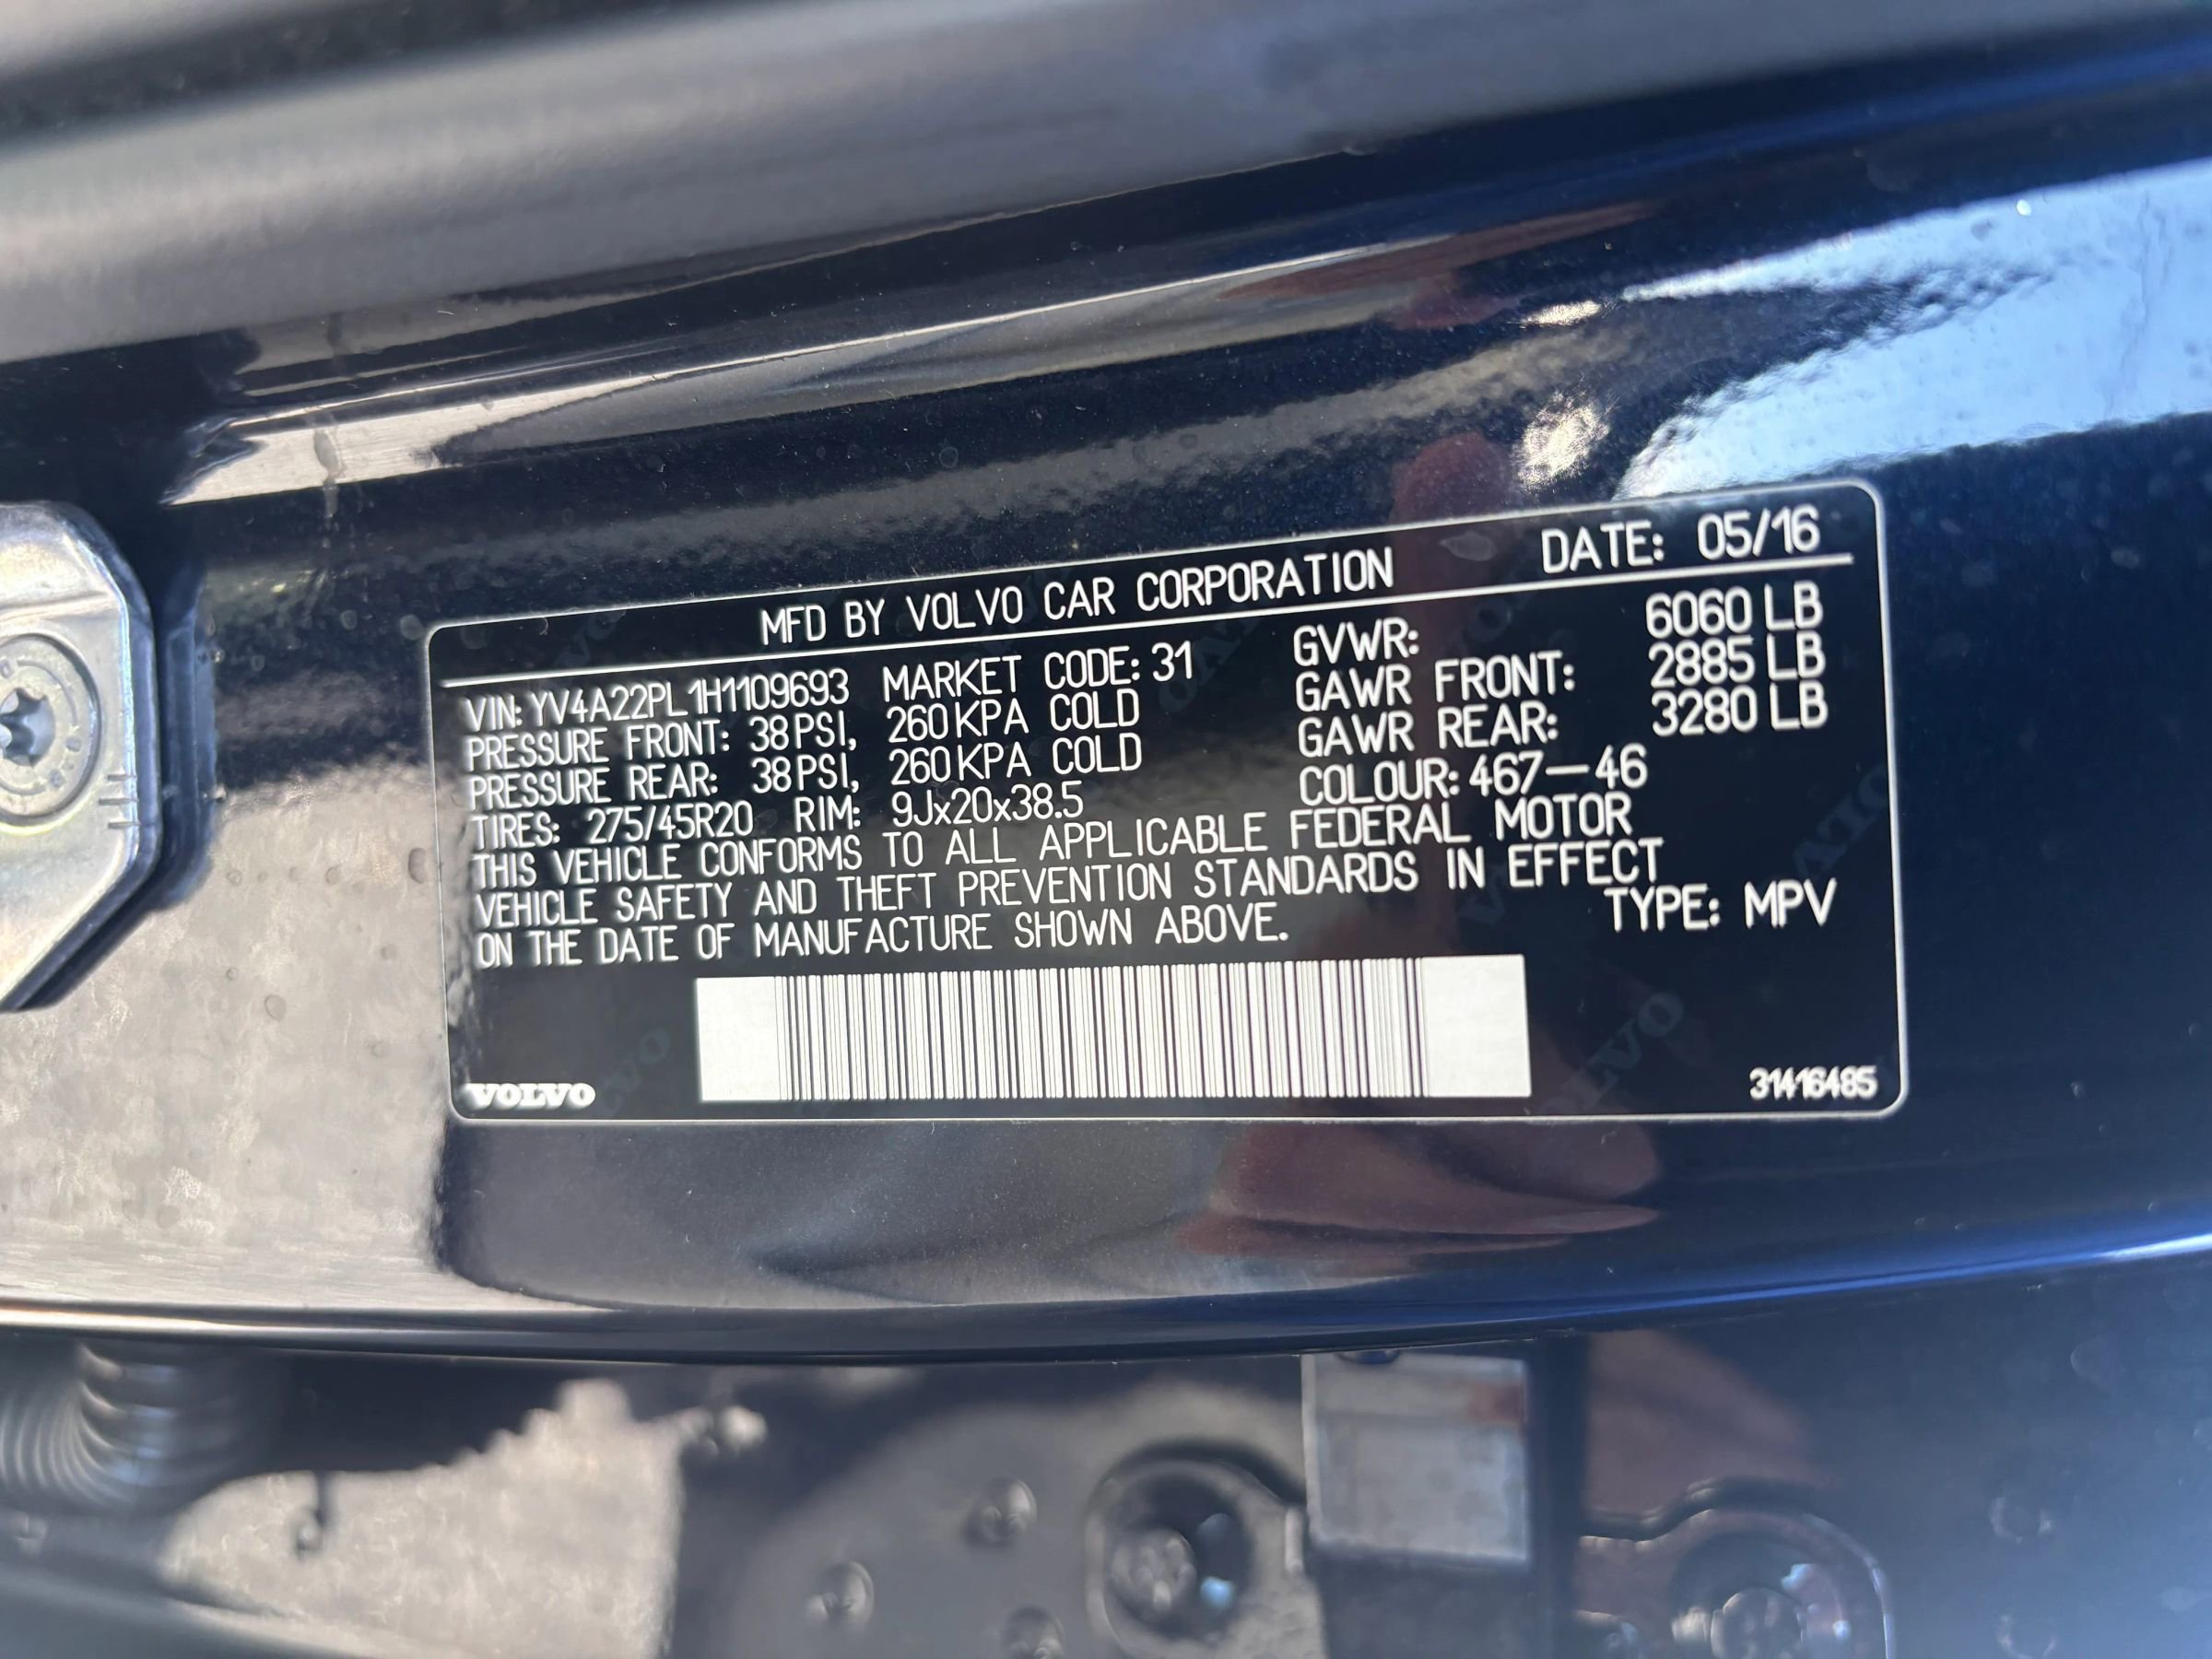 MFD BY VOLVO CAR CORPORATION DATE: 05/16
VIN: YV4A22PL1H1109693 MARKET CODE: 31 GVWR: 6060 LB
PRESSURE FRONT: 38 PSI, 260 KPA COLD GAWR FRONT: 2885 LB
PRESSURE REAR: 38 PSI, 260 KPA COLD GAWR REAR: 3280 LB
TIRES: 275/45R20 RIM: 9Jx20x38.5 COLOUR: 467-46
THIS VEHICLE CONFORMS TO ALL APPLICABLE FEDERAL MOTOR
VEHICLE SAFETY AND THEFT PREVENTION STANDARDS IN EFFECT
ON THE DATE OF MANUFACTURE SHOWN ABOVE. TYPE: MPV
VOLVO 31416485